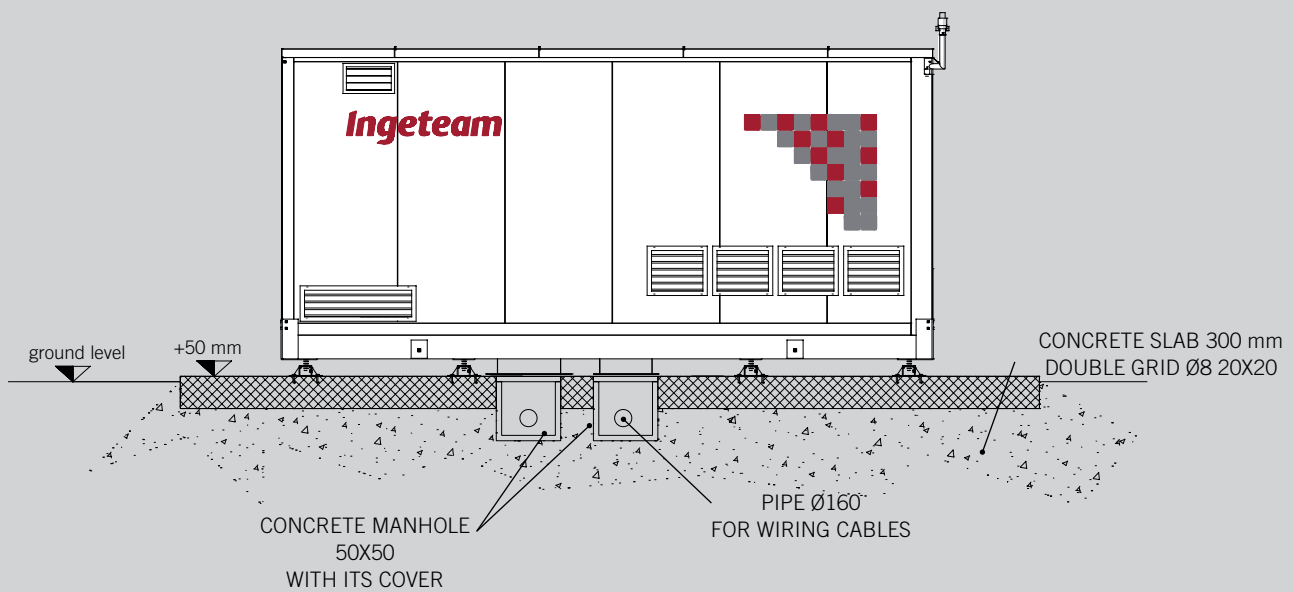 Ingeteam
ground level
+50 mm
CONCRETE SLAB 300 mm
DOUBLE GRID Ø8 20X20
CONCRETE MANHOLE
50X50
WITH ITS COVER
PIPE Ø160
FOR WIRING CABLES